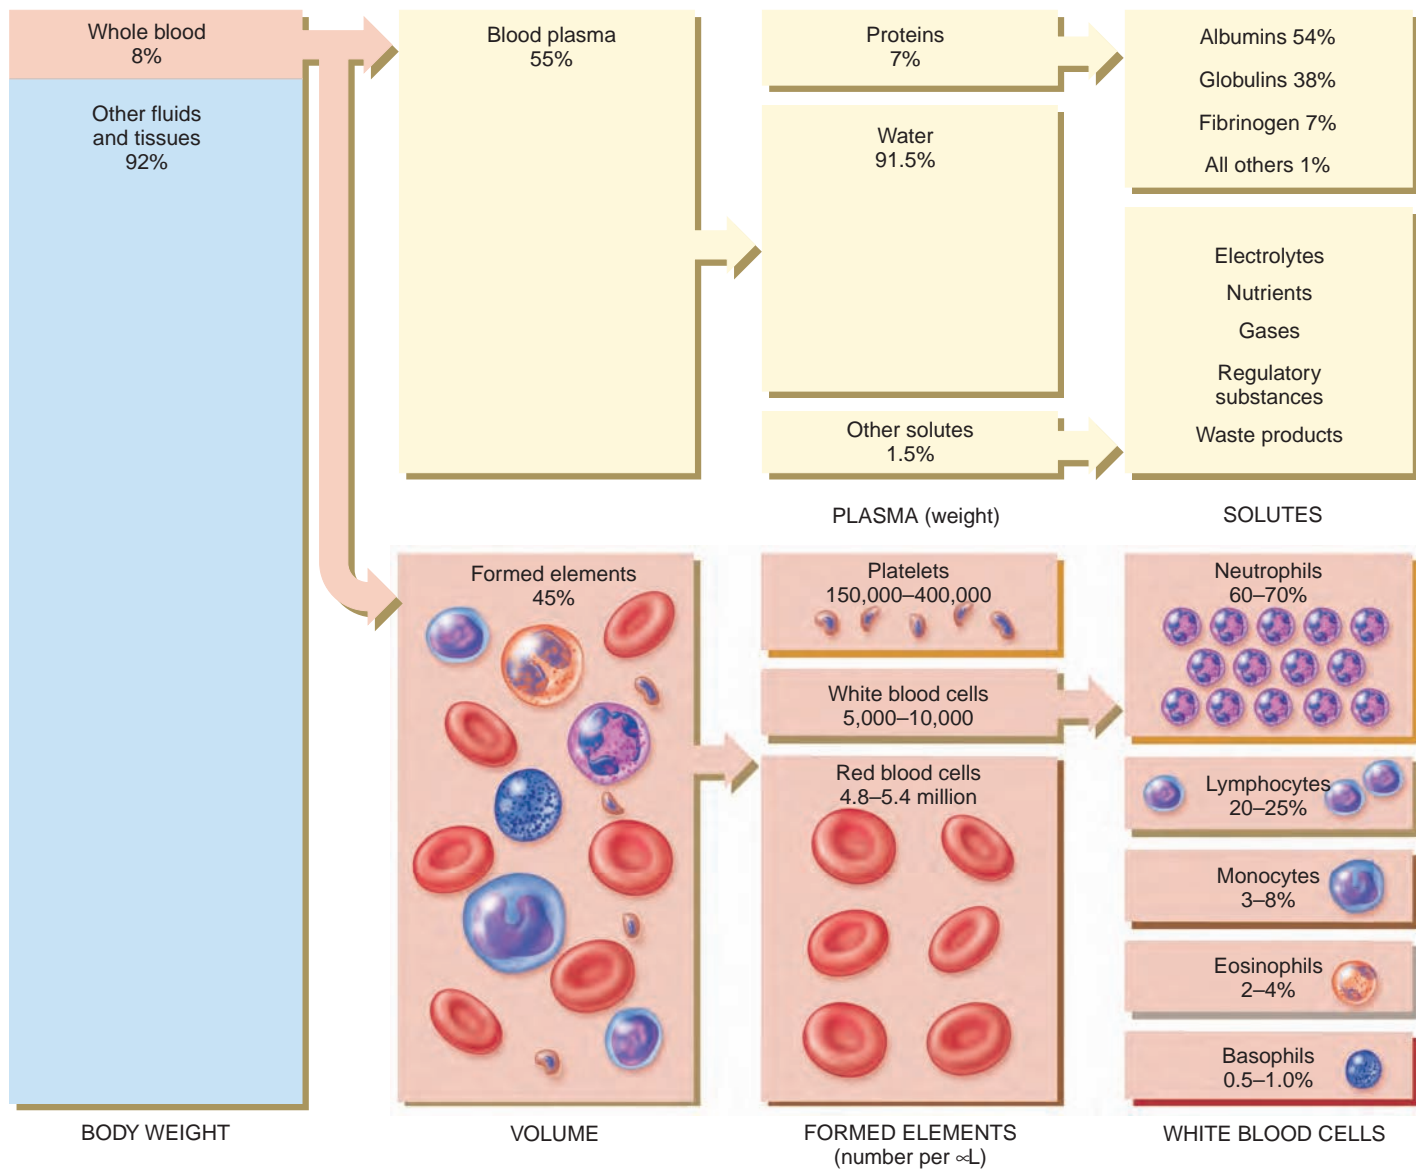 Whole blood
8%
Other fluids
and tissues
92%
BODY WEIGHT
Blood plasma
55%
Proteins
7%
Water
91.5%
Other solutes
1.5%
PLASMA (weight)
Albumins 54%
Globulins 38%
Fibrinogen 7%
All others 1%
Electrolytes
Nutrients
Gases
Regulatory
substances
Waste products
SOLUTES
Formed elements
45%
VOLUME
Platelets
150,000–400,000
White blood cells
5,000–10,000
Red blood cells
4.8–5.4 million
FORMED ELEMENTS
(number per ∝L)
Neutrophils
60–70%
Lymphocytes
20–25%
Monocytes
3–8%
Eosinophils
2–4%
Basophils
0.5–1.0%
WHITE BLOOD CELLS